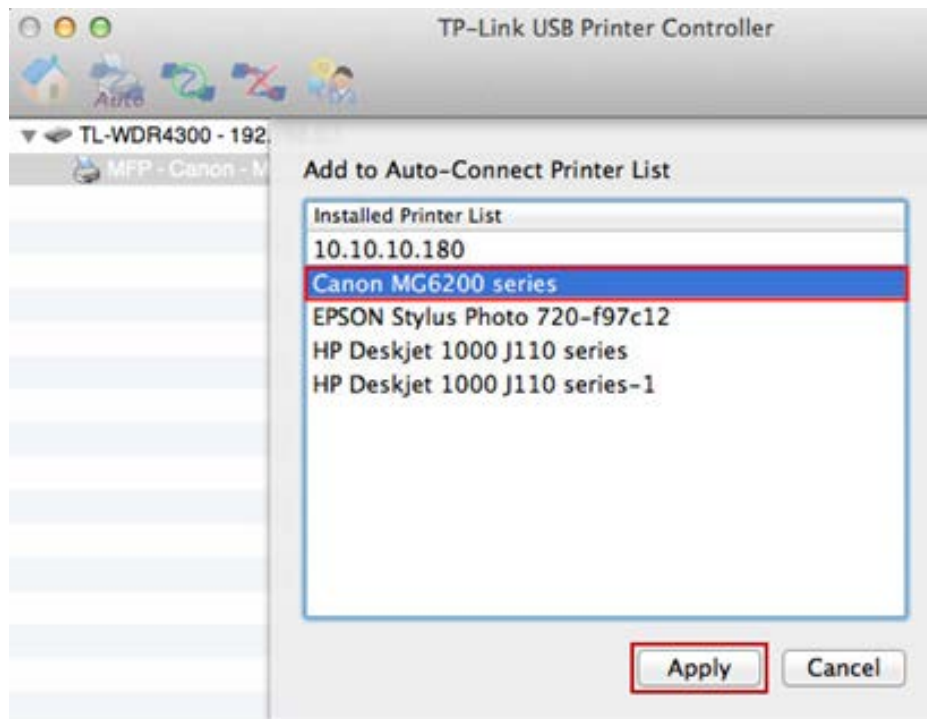 TP-Link USB Printer Controller
Auto
TL-WDR4300 - 192.
MFP - Canon - M
Add to Auto-Connect Printer List
Installed Printer List
10.10.10.180
Canon MG6200 series
EPSON Stylus Photo 720-f97c12
HP Deskjet 1000 J110 series
HP Deskjet 1000 J110 series-1
Apply
Cancel